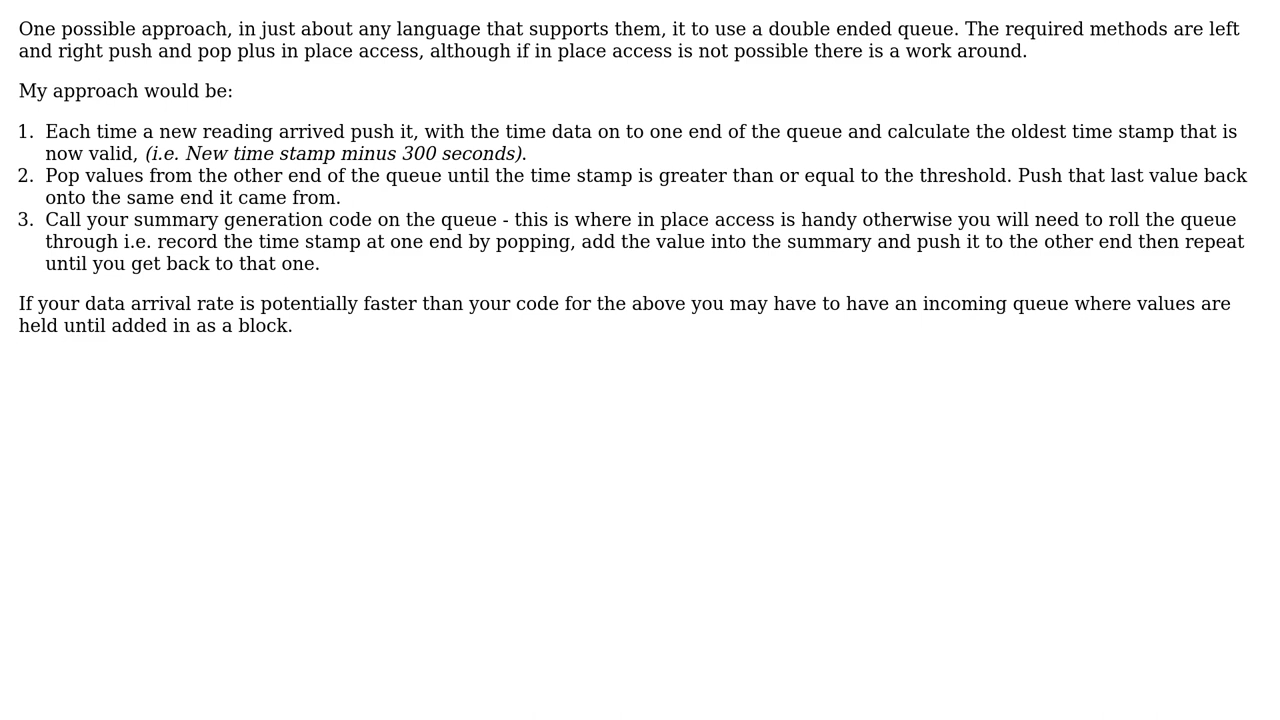 One possible approach, in just about any language that supports them, it to use a double ended queue. The required methods are left
and right push and pop plus in place access, although if in place access is not possible there is a work around.
My approach would be:
1. Each time a new reading arrived push it, with the time data on to one end of the queue and calculate the oldest time stamp that is
now valid, (i.e. New time stamp minus 300 seconds).
2. Pop values from the other end of the queue until the time stamp is greater than or equal to the threshold. Push that last value back
onto the same end it came from.
3. Call your summary generation code on the queue - this is where in place access is handy otherwise you will need to roll the queue
through i.e. record the time stamp at one end by popping, add the value into the summary and push it to the other end then repeat
until you get back to that one.
If your data arrival rate is potentially faster than your code for the above you may have to have an incoming queue where values are
held until added in as a block.